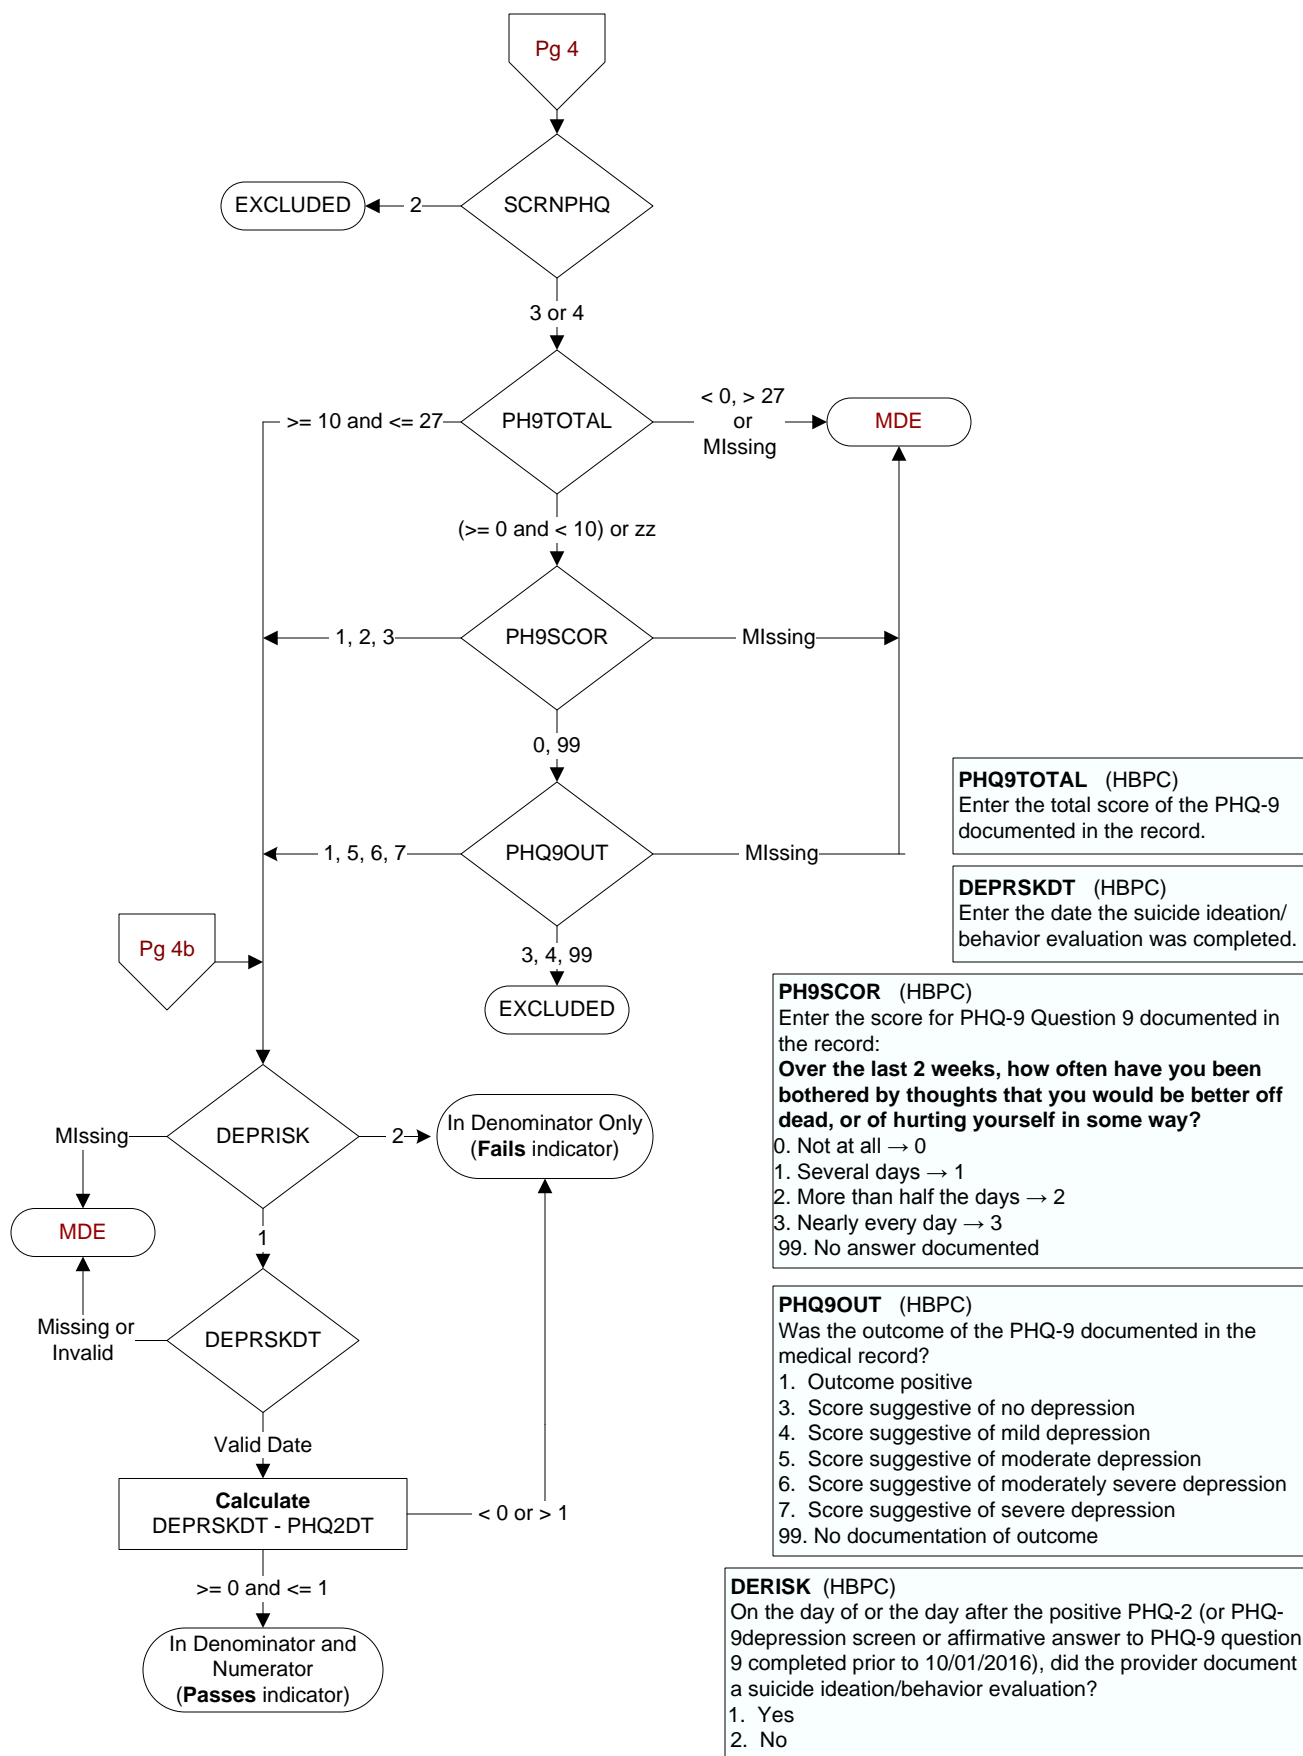 Pg 4
SCRNPHQ
EXCLUDED
2
3 or 4
PH9TOTAL
>= 10 and <= 27
< 0, > 27
or
MIssing
MDE
(>= 0 and < 10) or zz
PH9SCOR
1, 2, 3
MIssing
0, 99
PHQ9OUT
1, 5, 6, 7
MIssing
3, 4, 99
EXCLUDED
Pg 4b
DEPRISK
MIssing
MDE
2
In Denominator Only
(Fails indicator)
1
DEPRSKDT
Missing or
Invalid
Valid Date
Calculate
DEPRSKDT - PHQ2DT
< 0 or > 1
>= 0 and <= 1
In Denominator and
Numerator
(Passes indicator)
PHQ9TOTAL (HBPC)
Enter the total score of the PHQ-9
documented in the record.
DEPRSKDT (HBPC)
Enter the date the suicide ideation/
behavior evaluation was completed.
PH9SCOR (HBPC)
Enter the score for PHQ-9 Question 9 documented in
the record:
Over the last 2 weeks, how often have you been
bothered by thoughts that you would be better off
dead, or of hurting yourself in some way?
0. Not at all → 0
1. Several days → 1
2. More than half the days → 2
3. Nearly every day → 3
99. No answer documented
PHQ9OUT (HBPC)
Was the outcome of the PHQ-9 documented in the
medical record?
1. Outcome positive
3. Score suggestive of no depression
4. Score suggestive of mild depression
5. Score suggestive of moderate depression
6. Score suggestive of moderately severe depression
7. Score suggestive of severe depression
99. No documentation of outcome
DERISK (HBPC)
On the day of or the day after the positive PHQ-2 (or PHQ-
9depression screen or affirmative answer to PHQ-9 question
9 completed prior to 10/01/2016), did the provider document
a suicide ideation/behavior evaluation?
1. Yes
2. No